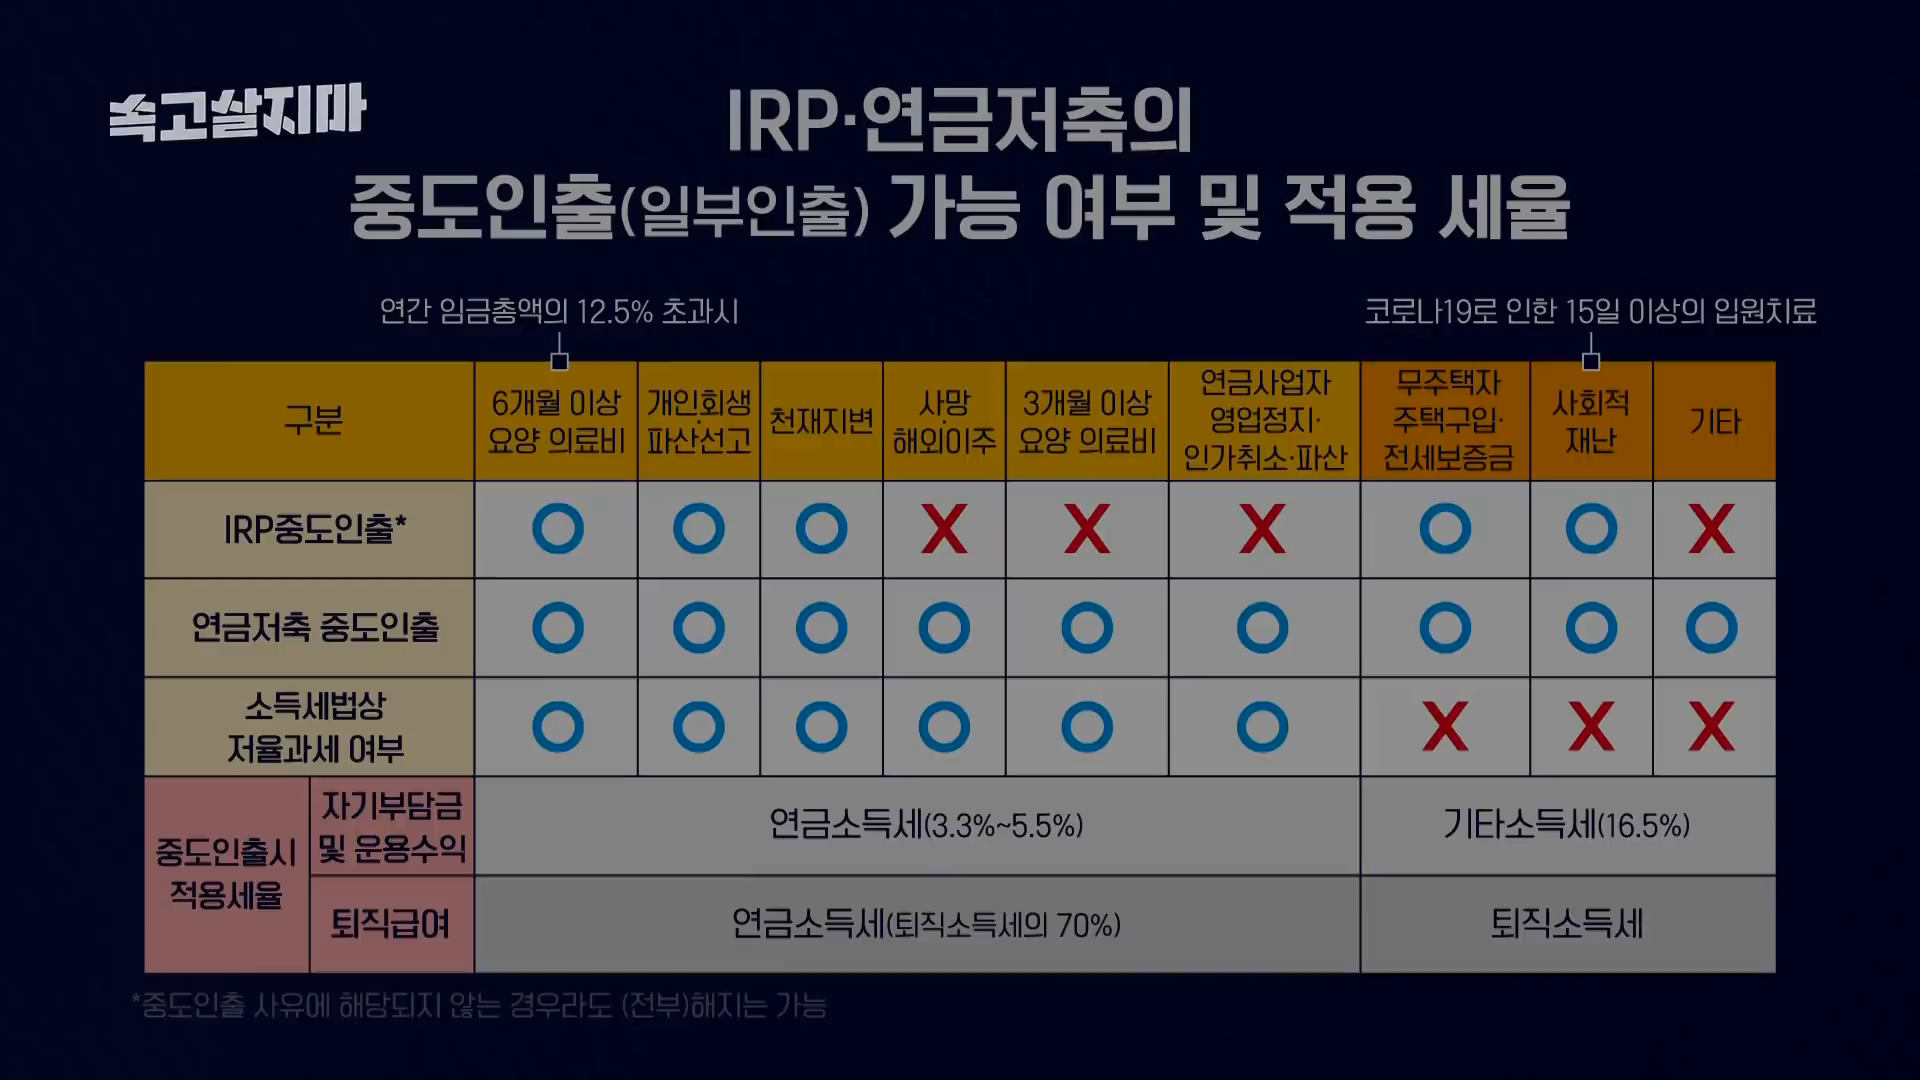 속고살지마
IRP·연금저축의
중도인출(일부인출) 가능 여부 및 적용 세율
연간 임금총액의 12.5% 초과시
코로나19로 인한 15일 이상의 입원치료
구분
6개월 이상
요양 의료비
개인회생·
파산선고
천재지변
사망·
해외이주
3개월 이상
요양 의료비
연금사업자
영업정지·
인가취소·파산
무주택자
주택구입·
전세보증금
사회적
재난
기타
IRP중도인출*
O O O X X X O O X
연금저축 중도인출
O O O O O O O O O
소득세법상
저율과세 여부
O O O O O O X X X
중도인출시
적용세율
자기부담금
및 운용수익
연금소득세(3.3%~5.5%)
기타소득세(16.5%)
퇴직급여
연금소득세(퇴직소득세의 70%)
퇴직소득세
*중도인출 사유에 해당되지 않는 경우라도 (전부)해지는 가능